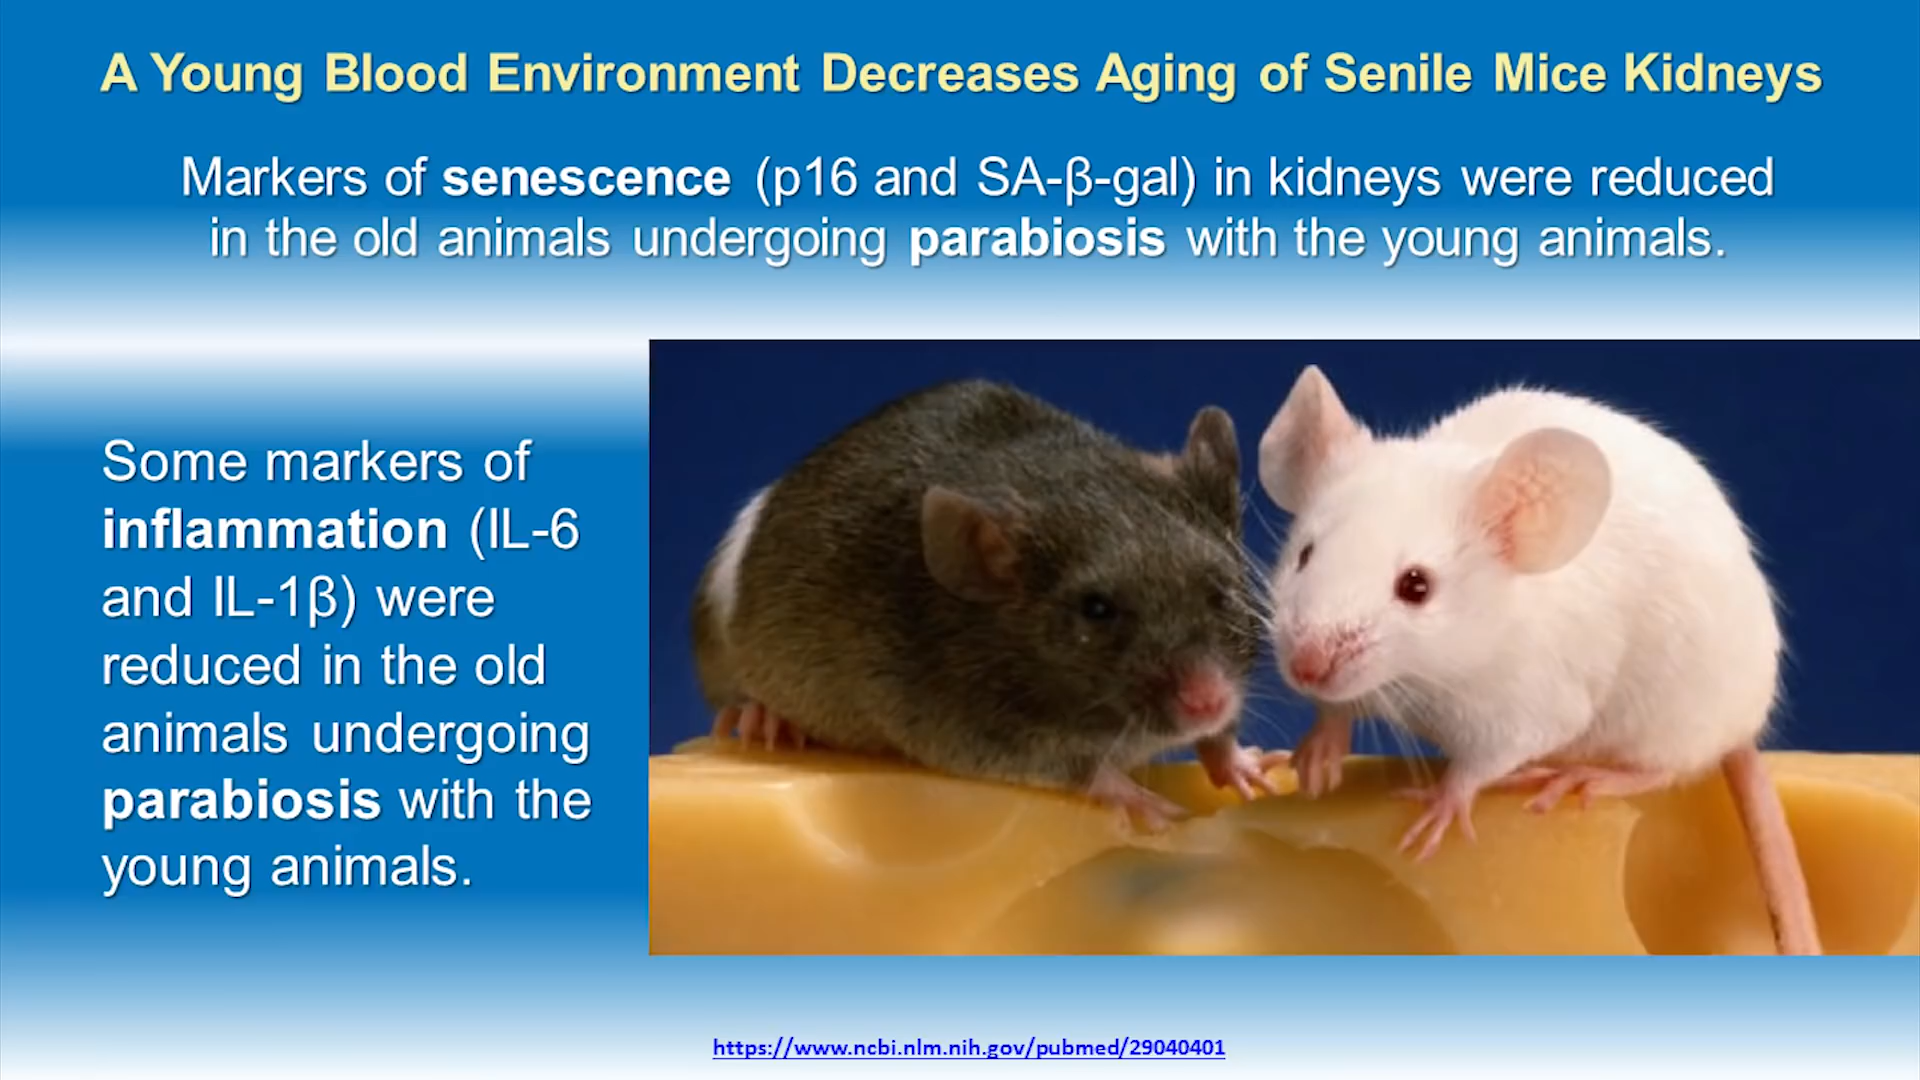 A Young Blood Environment Decreases Aging of Senile Mice Kidneys
Markers of senescence (p16 and SA-β-gal) in kidneys were reduced
in the old animals undergoing parabiosis with the young animals.
Some markers of
inflammation (IL-6
and IL-1β) were
reduced in the old
animals undergoing
parabiosis with the
young animals.
https://www.ncbi.nlm.nih.gov/pubmed/29040401